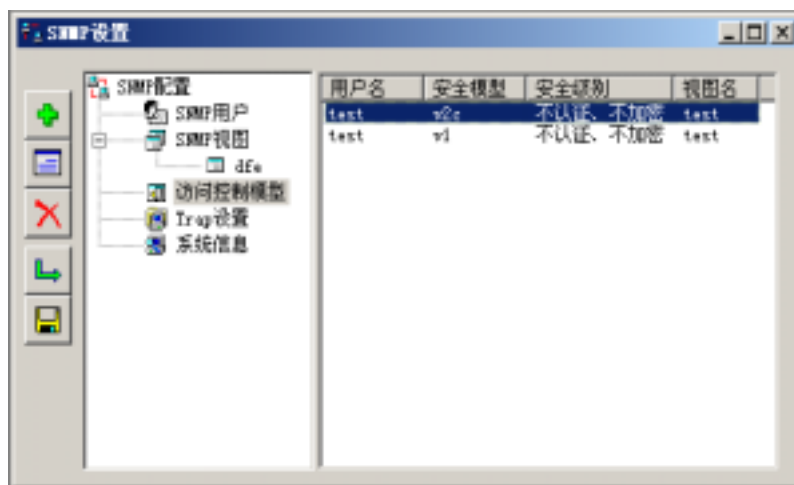 SNMP设置
SNMP配置
SNMP用户
SNMP视图
dfe
访问控制模型
Trap设置
系统信息
用户名 安全模型 安全级别 视图名
test v2c 不认证、不加密 test
test v1 不认证、不加密 test